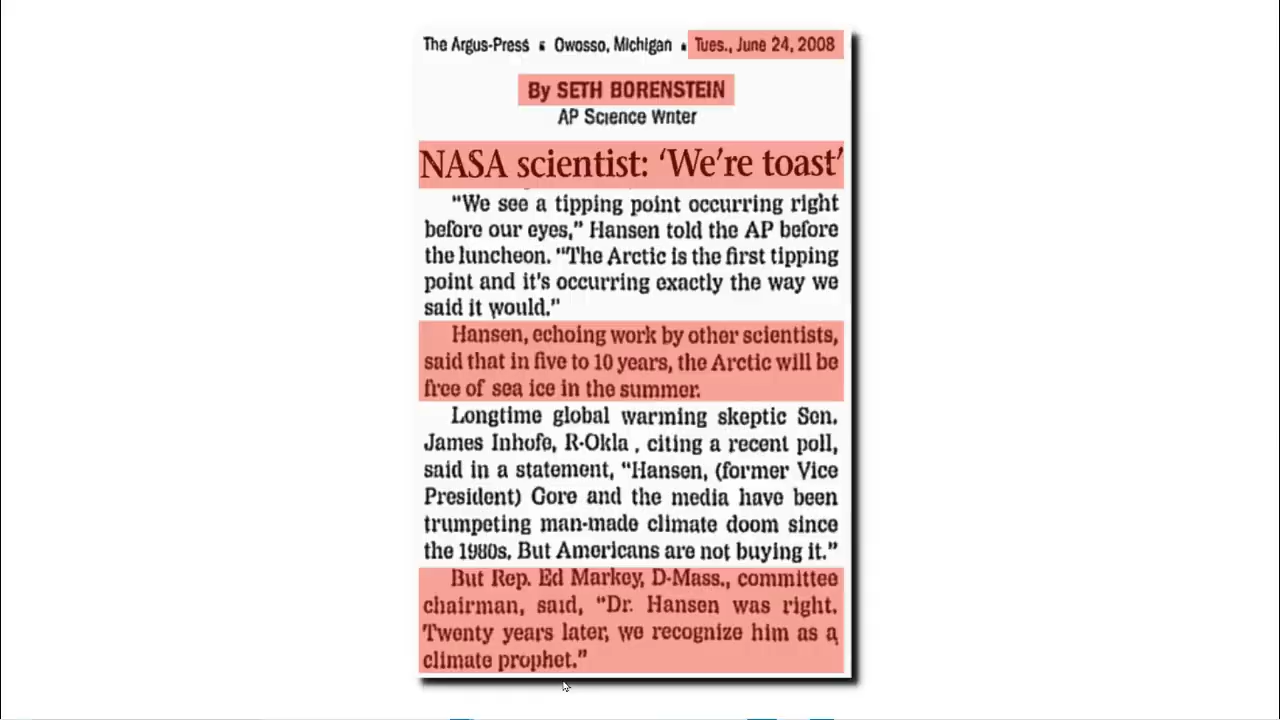 The Argus-Press ▪ Owosso, Michigan ▪ Tues., June 24, 2008
By SETH BORENSTEIN
AP Science Writer
NASA scientist: ‘We’re toast’
“We see a tipping point occurring right
before our eyes,” Hansen told the AP before
the luncheon. “The Arctic is the first tipping
point and it's occurring exactly the way we
said it would.”
Hansen, echoing work by other scientists,
said that in five to 10 years, the Arctic will be
free of sea ice in the summer.
Longtime global warming skeptic Sen.
James Inhofe, R-Okla., citing a recent poll,
said in a statement, “Hansen, (former Vice
President) Gore and the media have been
trumpeting man-made climate doom since
the 1980s. But Americans are not buying it.”
But Rep. Ed Markey, D-Mass., committee
chairman, said, “Dr. Hansen was right.
Twenty years later, we recognize him as a
climate prophet.”